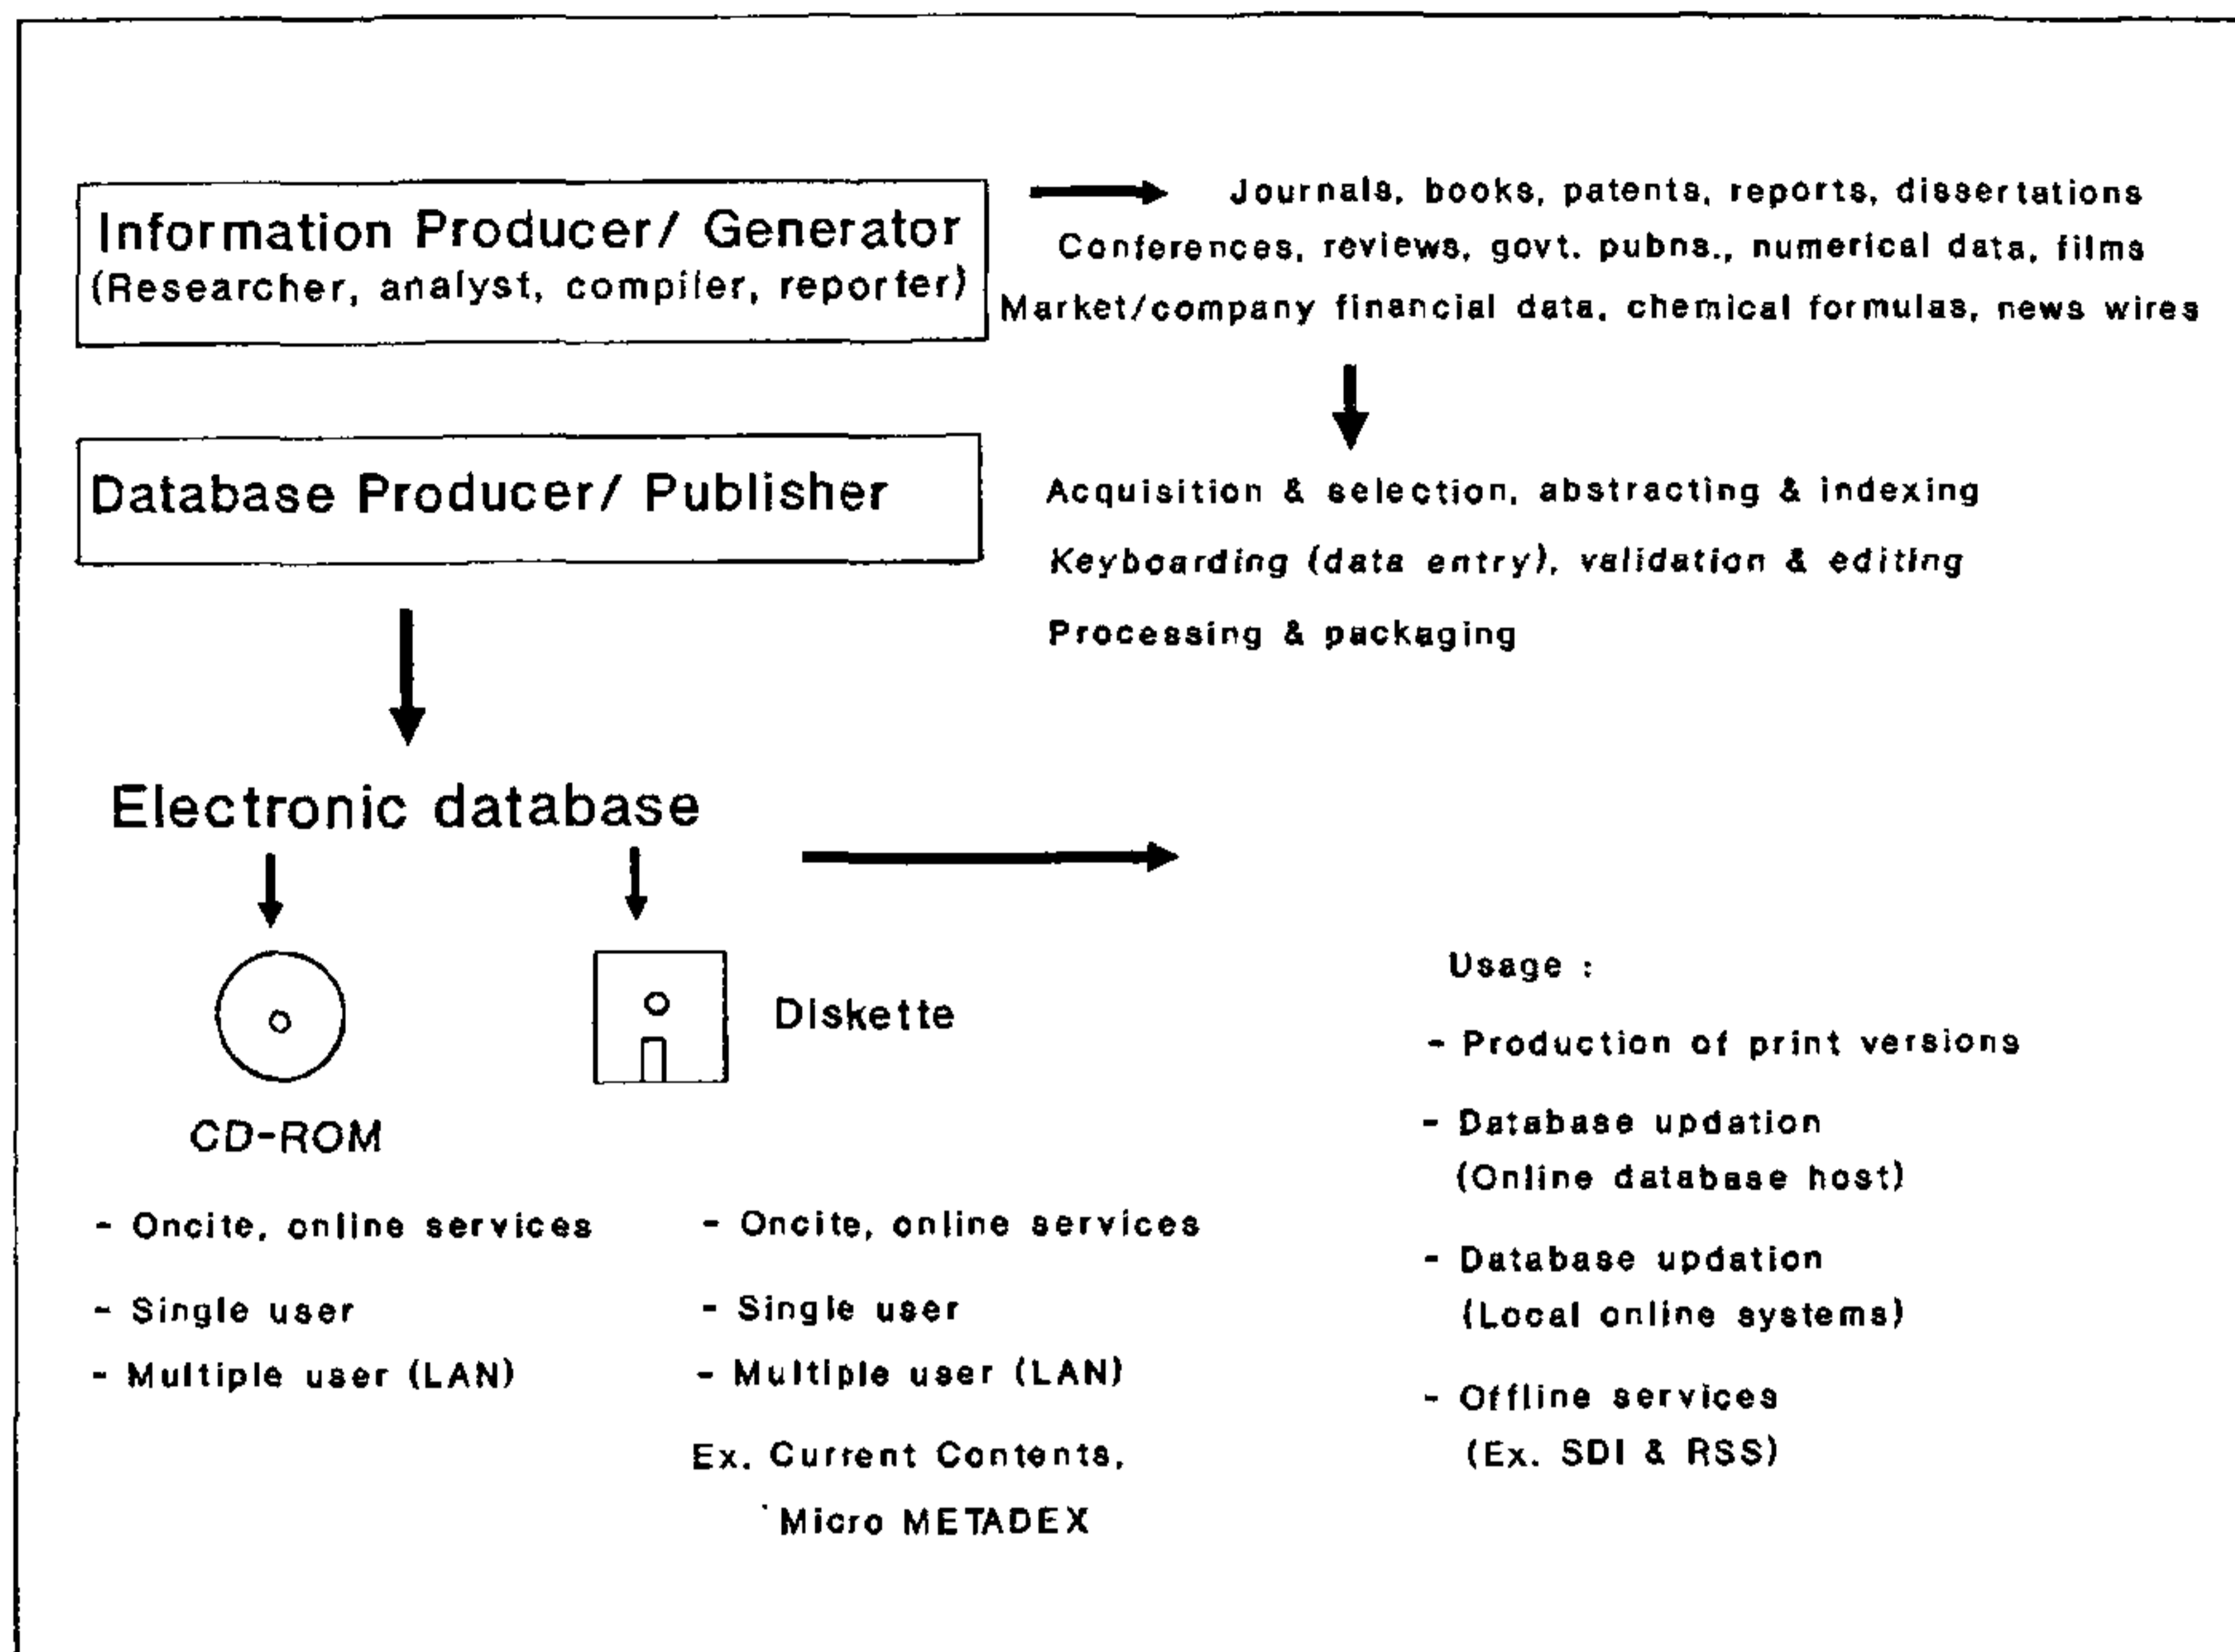 Information Producer/ Generator
(Researcher, analyst, compiler, reporter)
Journals, books, patents, reports, dissertations
Conferences, reviews, govt. pubns., numerical data, films
Market/company financial data, chemical formulas, news wires
Database Producer/ Publisher
Acquisition & selection, abstracting & indexing
Keyboarding (data entry), validation & editing
Processing & packaging
Electronic database
CD-ROM
- Oncite, online services
- Single user
- Multiple user (LAN)
Diskette
- Oncite, online services
- Single user
- Multiple user (LAN)
Ex. Current Contents,
Micro METADEX
Usage :
- Production of print versions
- Database updation
(Online database host)
- Database updation
(Local online systems)
- Offline services
(Ex. SDI & RSS)